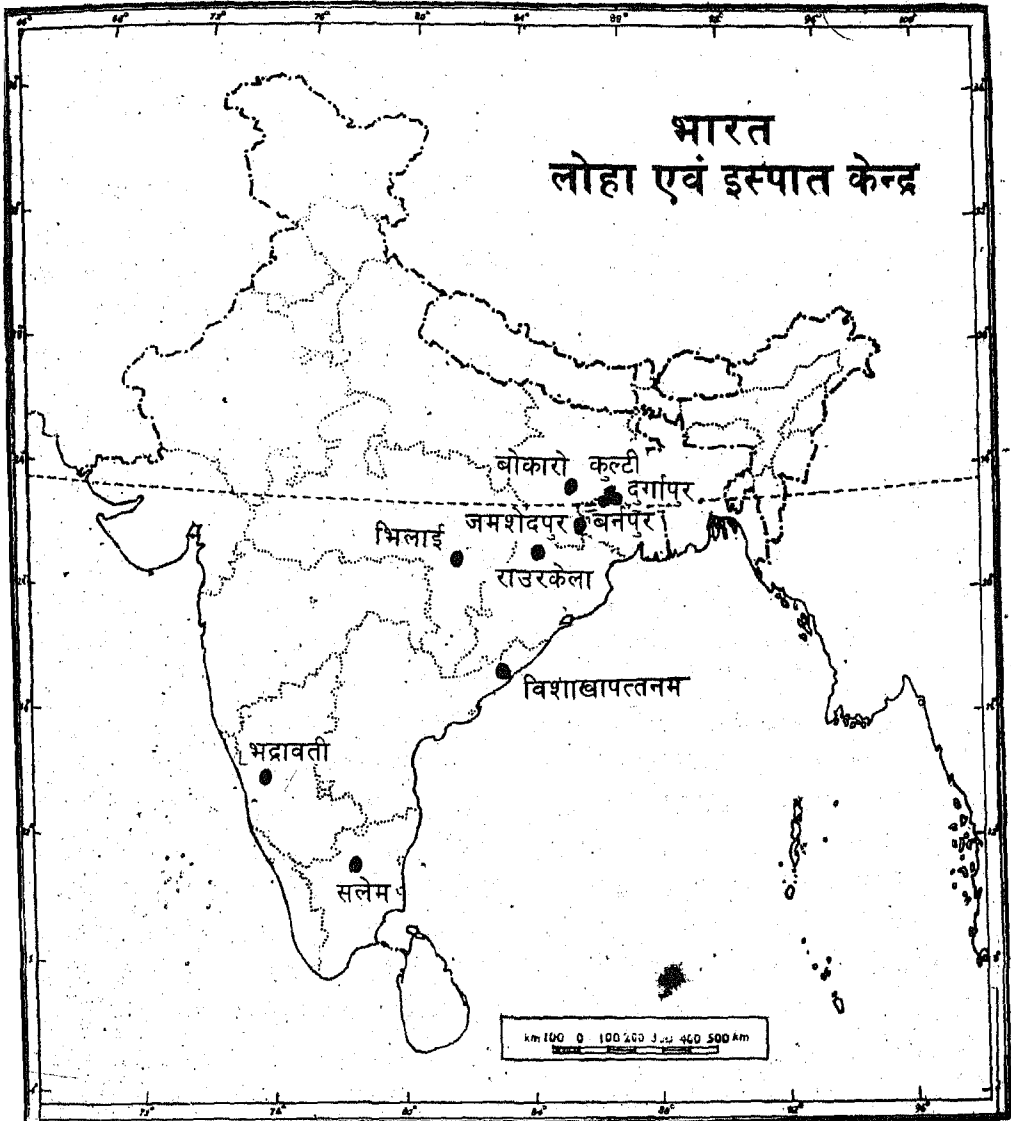 भारत
लोहा एवं इस्पात केन्द्र
बोकारो कुल्टी
दुर्गापुर
जमशेदपुर बर्नपुर
भिलाई
राउरकेला
विशाखापत्तनम
भद्रावती
सलेम
km 100 0 100 200 300 400 500 km